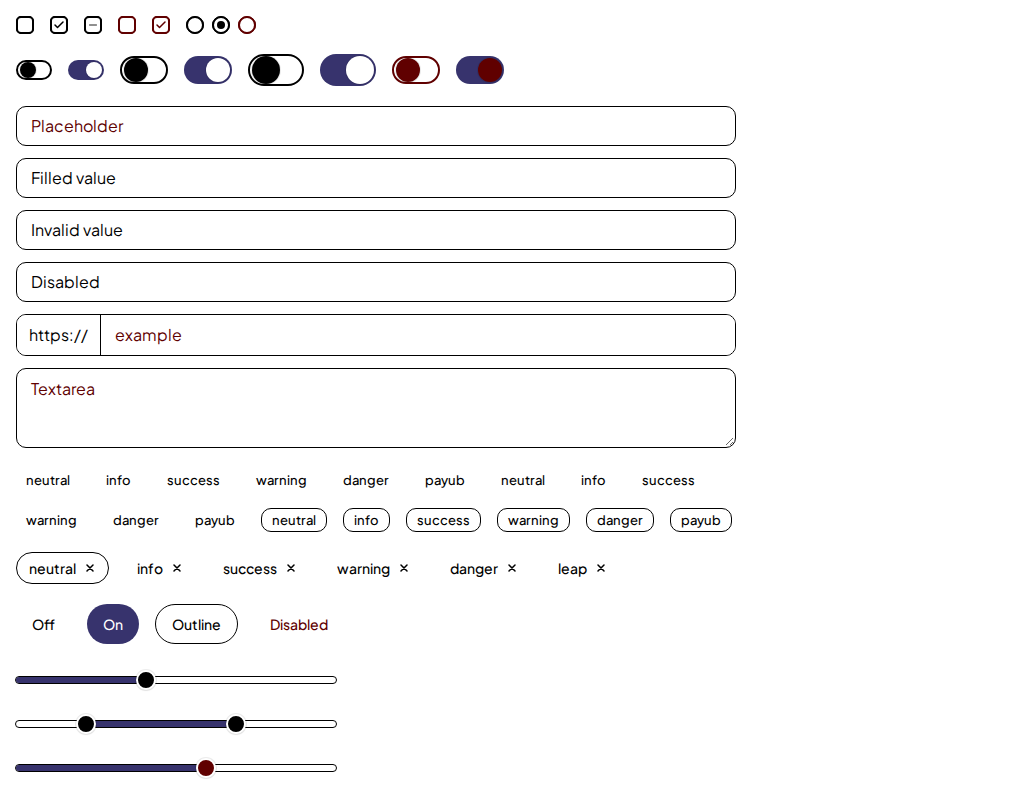 Placeholder
Filled value
Invalid value
Disabled
https:// example
Textarea
neutral info success warning danger payub neutral info success
warning danger payub neutral info success warning danger payub
neutral info success warning danger leap
Off On Outline Disabled